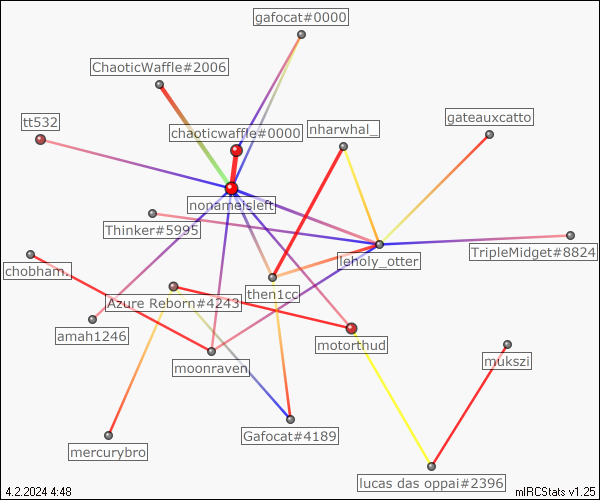 gafocat#0000
ChaoticWaffle#2006
tt532
chaoticwaffle#0000
nharwhal_
gateauxcatto
nonameisleft
Thinker#5995
leholy_otter
TripleMidget#8824
chobham.
then1cc
Azure Reborn#4243
amah1246
motorthud
moonraven
mukszi
Gafocat#4189
mercurybro
lucas das oppai#2396
4.2.2024 4:48
mIRCStats v1.25